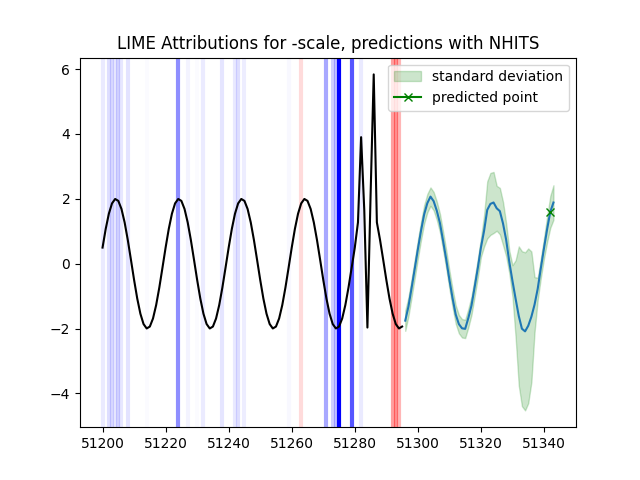 LIME Attributions for -scale, predictions with NHITS
standard deviation
predicted point
6
4
2
0
−2
−4
51200 51220 51240 51260 51280 51300 51320 51340